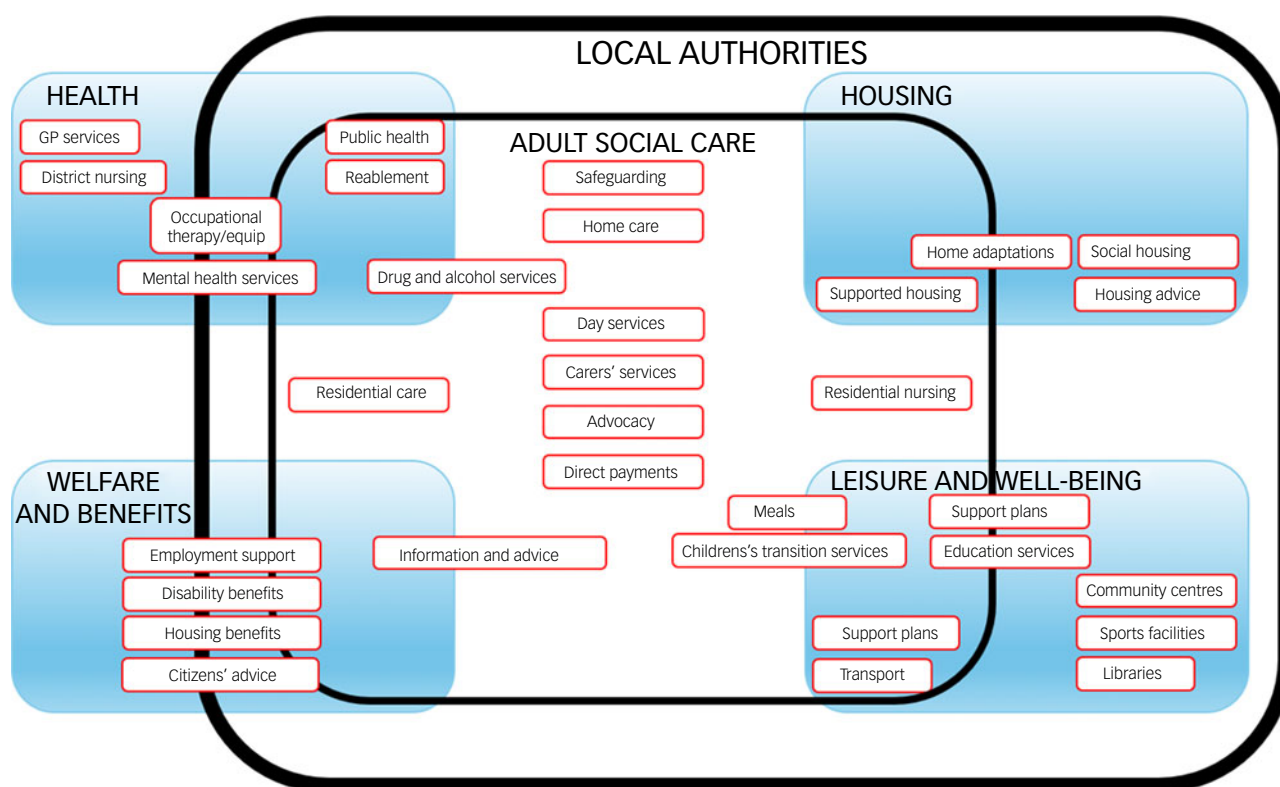 LOCAL AUTHORITIES
HEALTH
GP services
District nursing
Occupational
therapy/equip
Mental health services
Public health
Reablement
Drug and alcohol services
ADULT SOCIAL CARE
Safeguarding
Home care
Day services
Carers’ services
Advocacy
Direct payments
HOUSING
Home adaptations
Social housing
Supported housing
Housing advice
Residential care
Residential nursing
WELFARE
AND BENEFITS
Employment support
Disability benefits
Housing benefits
Citizens’ advice
Information and advice
LEISURE AND WELL-BEING
Meals
Support plans
Childrens’s transition services
Education services
Community centres
Support plans
Sports facilities
Transport
Libraries